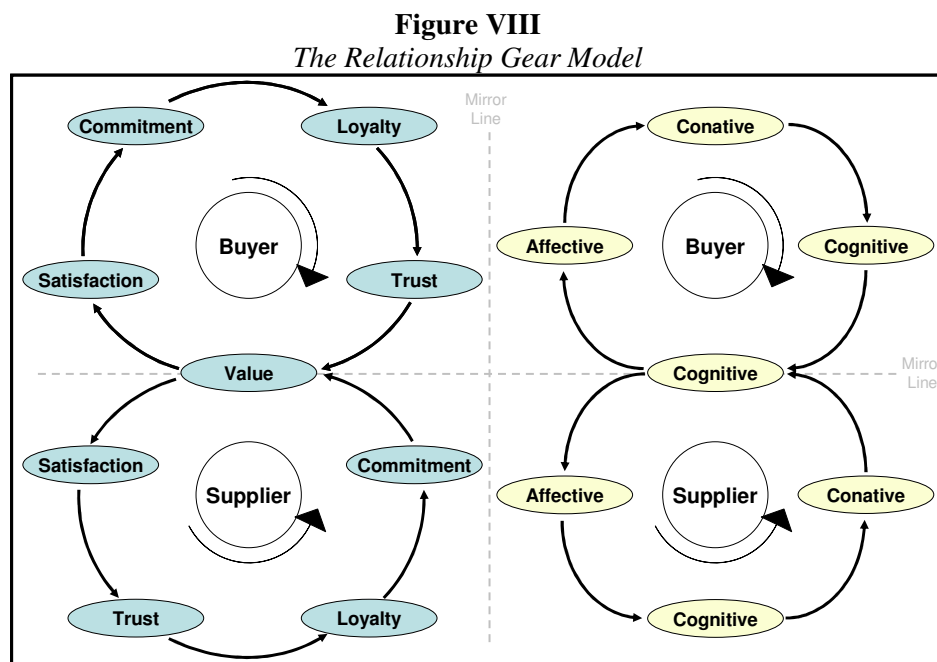 Figure VIII
The Relationship Gear Model
Mirror
Line
Commitment
Loyalty
Conative
Buyer
Buyer
Affective
Cognitive
Satisfaction
Trust
Value
Cognitive
Mirro
Line
Satisfaction
Commitment
Supplier
Affective
Supplier
Conative
Trust
Loyalty
Cognitive